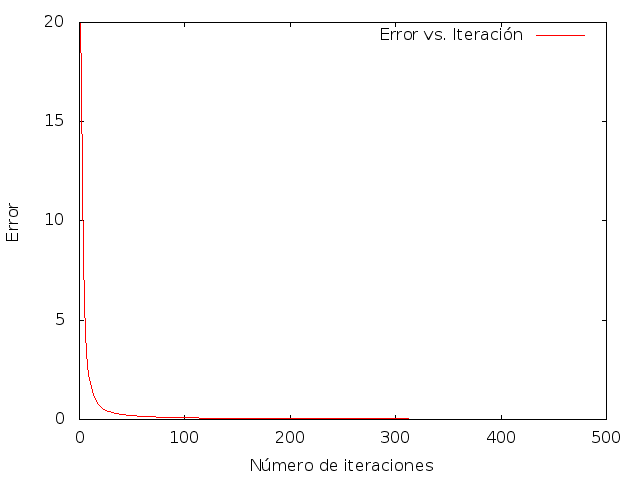 Error vs. Iteración
20
15
10
5
0
Error
0 100 200 300 400 500
Número de iteraciones